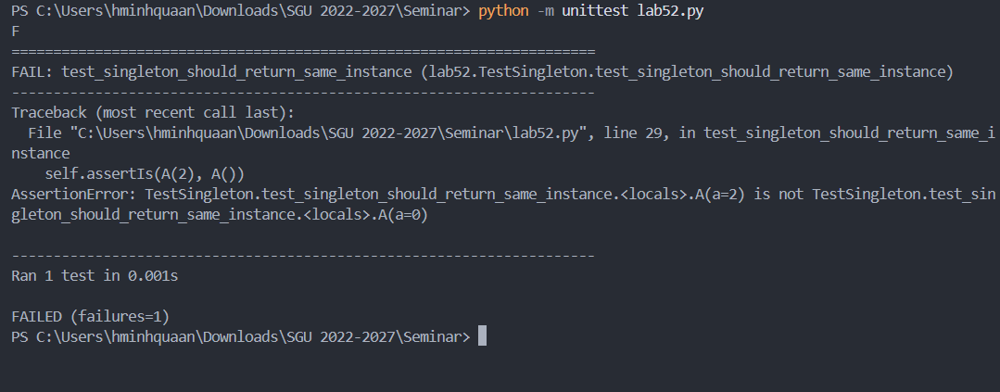 PS C:\Users\hminhquaan\Downloads\SGU 2022-2027\Seminar> python -m unittest lab52.py
F
======================================================================
FAIL: test_singleton_should_return_same_instance (lab52.TestSingleton.test_singleton_should_return_same_instance)
----------------------------------------------------------------------
Traceback (most recent call last):
  File "C:\Users\hminhquaan\Downloads\SGU 2022-2027\Seminar\lab52.py", line 29, in test_singleton_should_return_same_i
nstance
    self.assertIs(A(2), A())
AssertionError: TestSingleton.test_singleton_should_return_same_instance.<locals>.A(a=2) is not TestSingleton.test_sin
gleton_should_return_same_instance.<locals>.A(a=0)
----------------------------------------------------------------------
Ran 1 test in 0.001s
FAILED (failures=1)
PS C:\Users\hminhquaan\Downloads\SGU 2022-2027\Seminar>